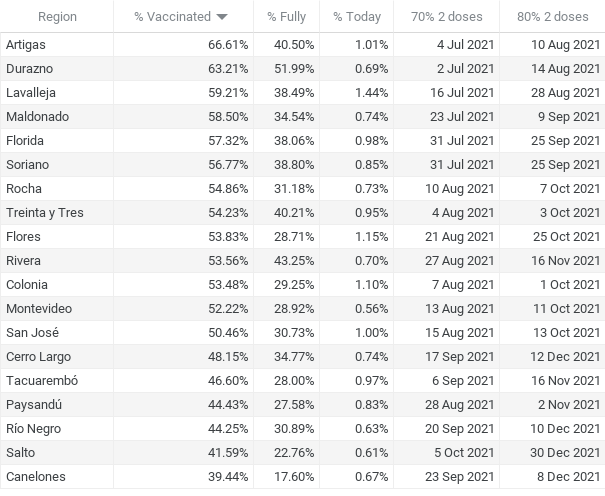 Region % Vaccinated % Fully % Today 70% 2 doses 80% 2 doses
Artigas 66.61% 40.50% 1.01% 4 Jul 2021 10 Aug 2021
Durazno 63.21% 51.99% 0.69% 2 Jul 2021 14 Aug 2021
Lavalleja 59.21% 38.49% 1.44% 16 Jul 2021 28 Aug 2021
Maldonado 58.50% 34.54% 0.74% 23 Jul 2021 9 Sep 2021
Florida 57.32% 38.06% 0.98% 31 Jul 2021 25 Sep 2021
Soriano 56.77% 38.80% 0.85% 31 Jul 2021 25 Sep 2021
Rocha 54.86% 31.18% 0.73% 10 Aug 2021 7 Oct 2021
Treinta y Tres 54.23% 40.21% 0.95% 4 Aug 2021 3 Oct 2021
Flores 53.83% 28.71% 1.15% 21 Aug 2021 25 Oct 2021
Rivera 53.56% 43.25% 0.70% 27 Aug 2021 16 Nov 2021
Colonia 53.48% 29.25% 1.10% 7 Aug 2021 1 Oct 2021
Montevideo 52.22% 28.92% 0.56% 13 Aug 2021 11 Oct 2021
San José 50.46% 30.73% 1.00% 15 Aug 2021 13 Oct 2021
Cerro Largo 48.15% 34.77% 0.74% 17 Sep 2021 12 Dec 2021
Tacuarembó 46.60% 28.00% 0.97% 6 Sep 2021 16 Nov 2021
Paysandú 44.43% 27.58% 0.83% 28 Aug 2021 2 Nov 2021
Río Negro 44.25% 30.89% 0.63% 20 Sep 2021 10 Dec 2021
Salto 41.59% 22.76% 0.61% 5 Oct 2021 30 Dec 2021
Canelones 39.44% 17.60% 0.67% 23 Sep 2021 8 Dec 2021